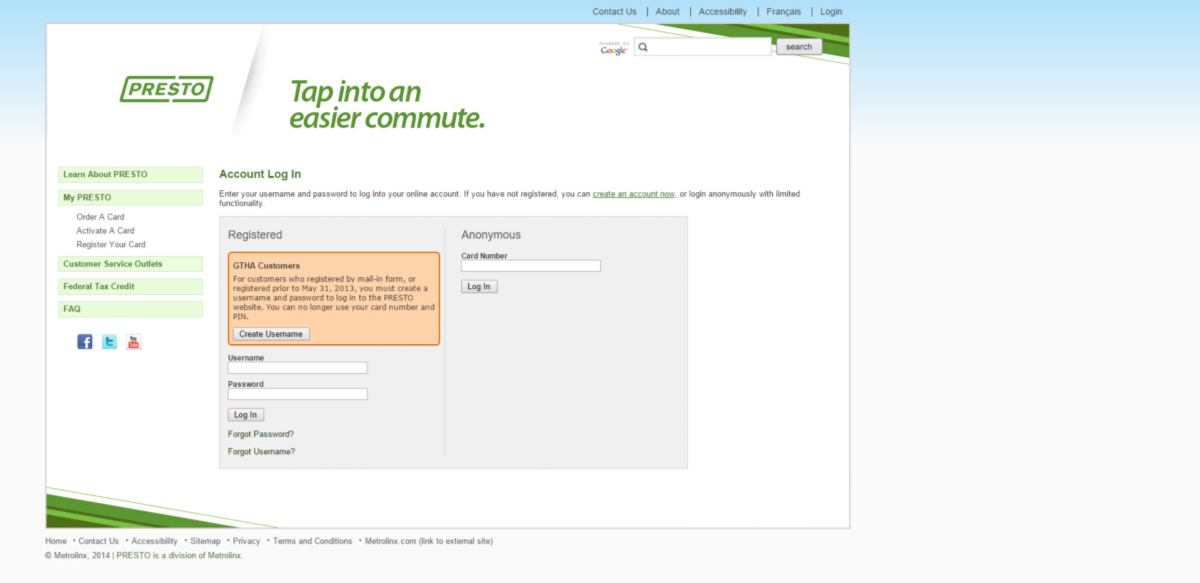 Contact Us | About | Accessibility | Français | Login
POWERED BY
Google
search
PRESTO
Tap into an
easier commute.
Learn About PRESTO
My PRESTO
Order A Card
Activate A Card
Register Your Card
Customer Service Outlets
Federal Tax Credit
FAQ
f
t
You
Tube
Account Log In
Enter your username and password to log into your online account. If you have not registered, you can create an account now, or login anonymously with limited
functionality.
Registered
GTHA Customers
For customers who registered by mail-in form, or
registered prior to May 31, 2013, you must create a
username and password to log in to the PRESTO
website. You can no longer use your card number and
PIN.
Create Username
Username
Password
Log In
Forgot Password?
Forgot Username?
Anonymous
Card Number
Log In
Home • Contact Us • Accessibility • Sitemap • Privacy • Terms and Conditions • Metrolinx.com (link to external site)
© Metrolinx, 2014 | PRESTO is a division of Metrolinx.